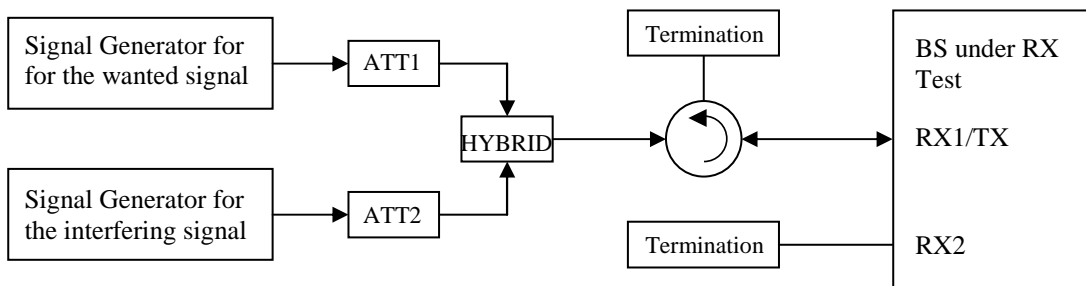 Signal Generator for
for the wanted signal
ATT1
HYBRID
Signal Generator for
the interfering signal
ATT2
Termination
Termination
BS under RX
Test
RX1/TX
RX2